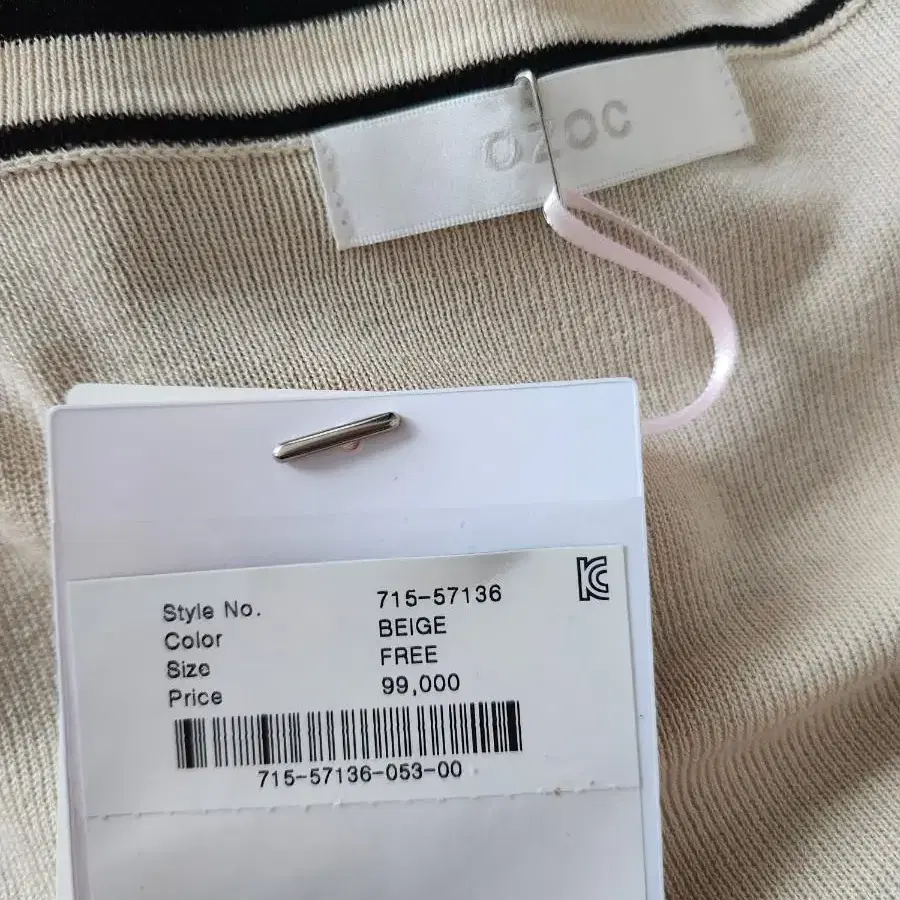 OZOC
Style No. 715-57136
Color BEIGE
Size FREE
Price 99,000
715-57136-053-00